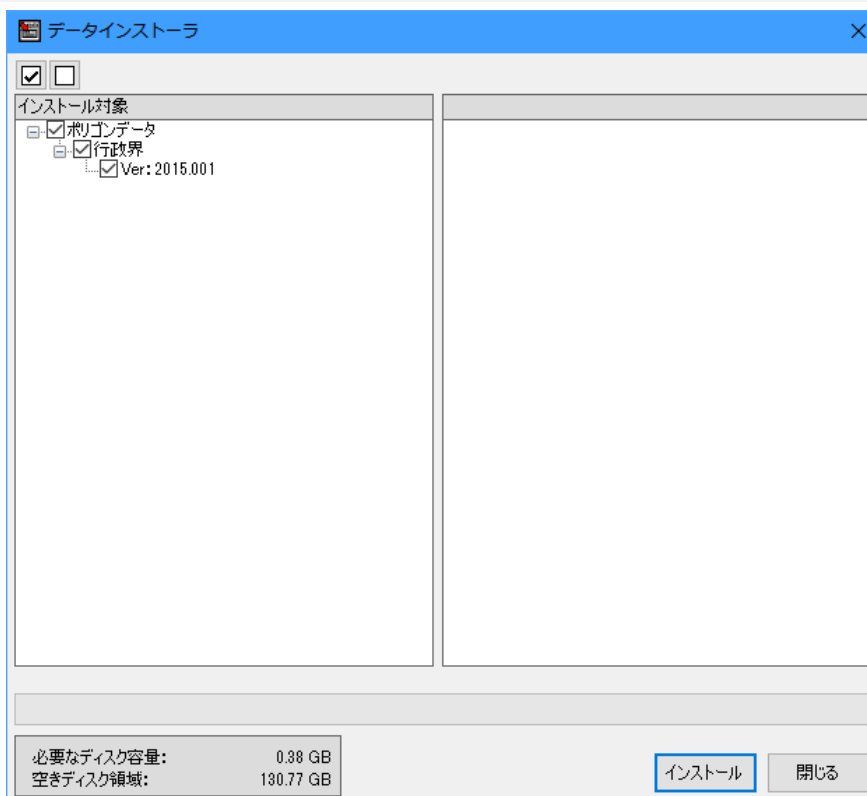 データインストーラ
インストール対象
ポリゴンデータ
行政界
Ver: 2015.001
必要なディスク容量: 0.38 GB
空きディスク領域: 130.77 GB
インストール 閉じる